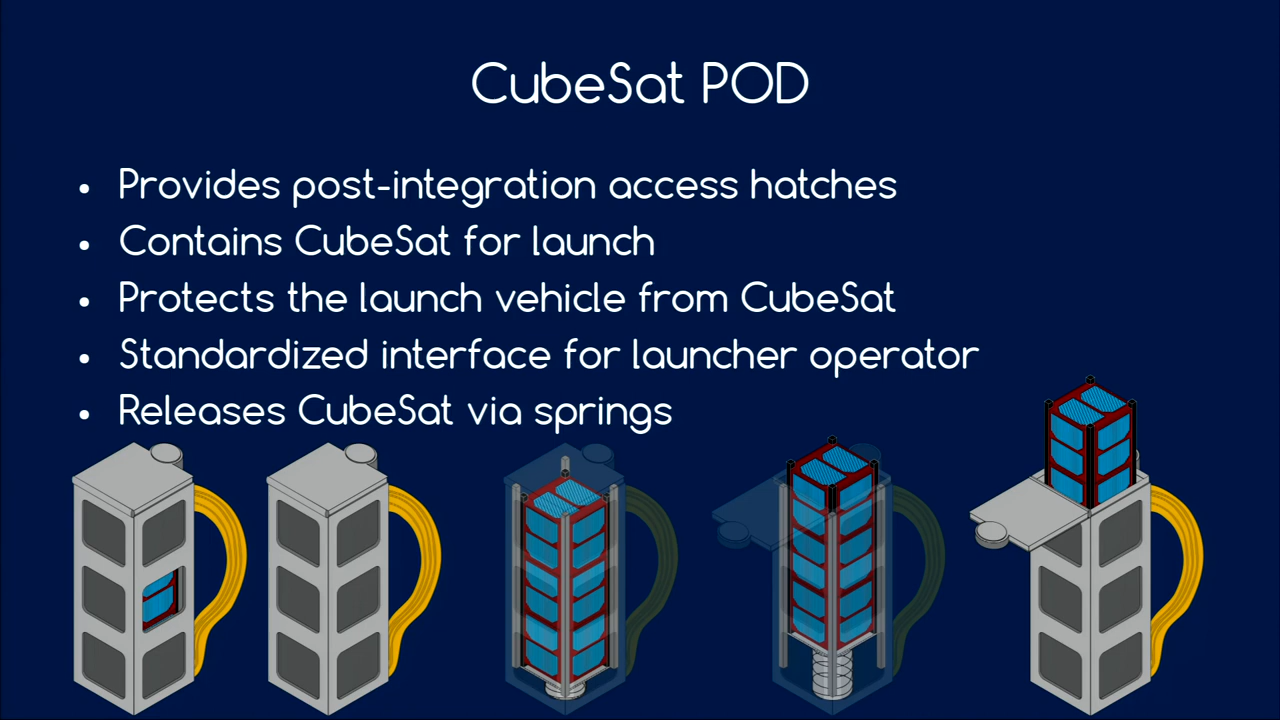 CubeSat POD
• Provides post-integration access hatches
• Contains CubeSat for launch
• Protects the launch vehicle from CubeSat
• Standardized interface for launcher operator
• Releases CubeSat via springs